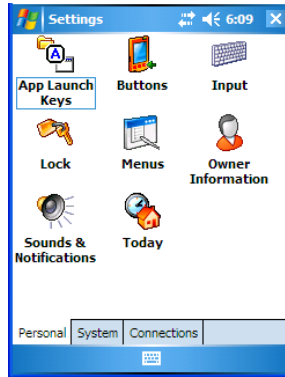 Settings 6:09
App Launch Buttons Input
Keys
Lock Menus Owner
Information
Sounds & Today
Notifications
Personal System Connections